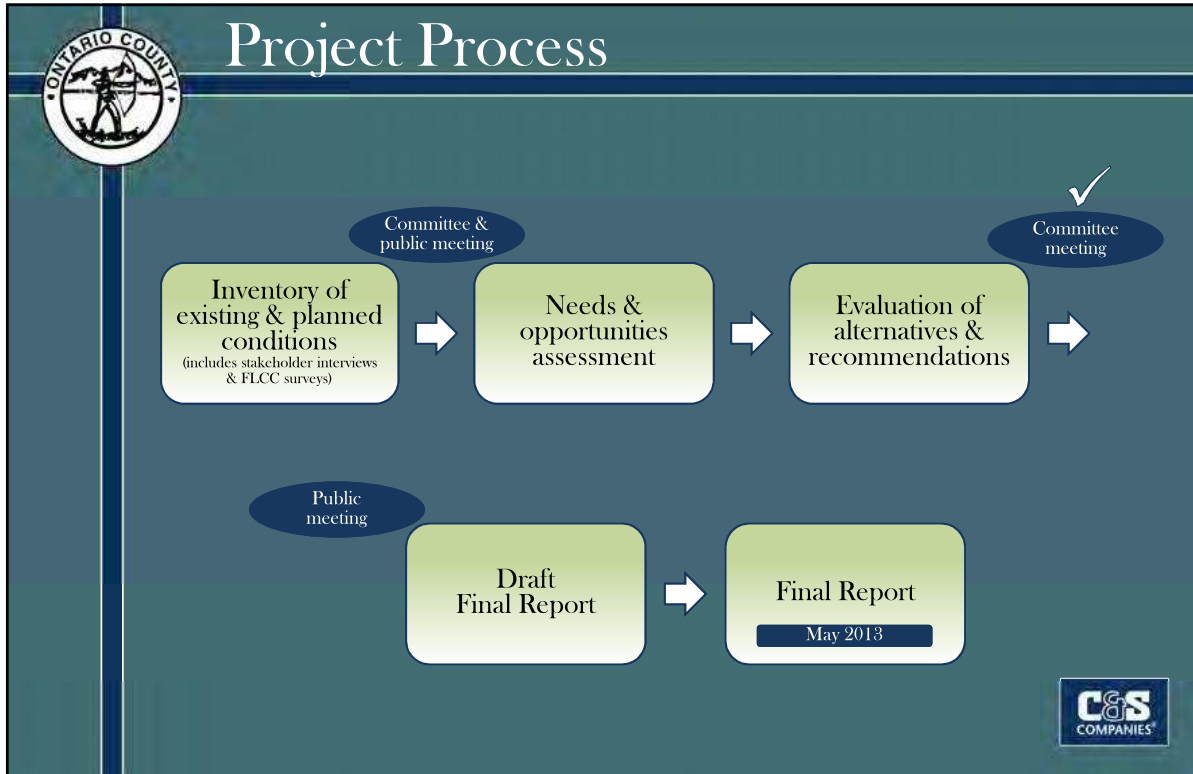 ONTARIO COUNTY
Project Process
Committee &
public meeting
Committee
meeting
Inventory of
existing & planned
conditions
(includes stakeholder interviews
& FLCC surveys)
Needs &
opportunities
assessment
Evaluation of
alternatives &
recommendations
Public
meeting
Draft
Final Report
Final Report
May 2013
C&S
COMPANIES®